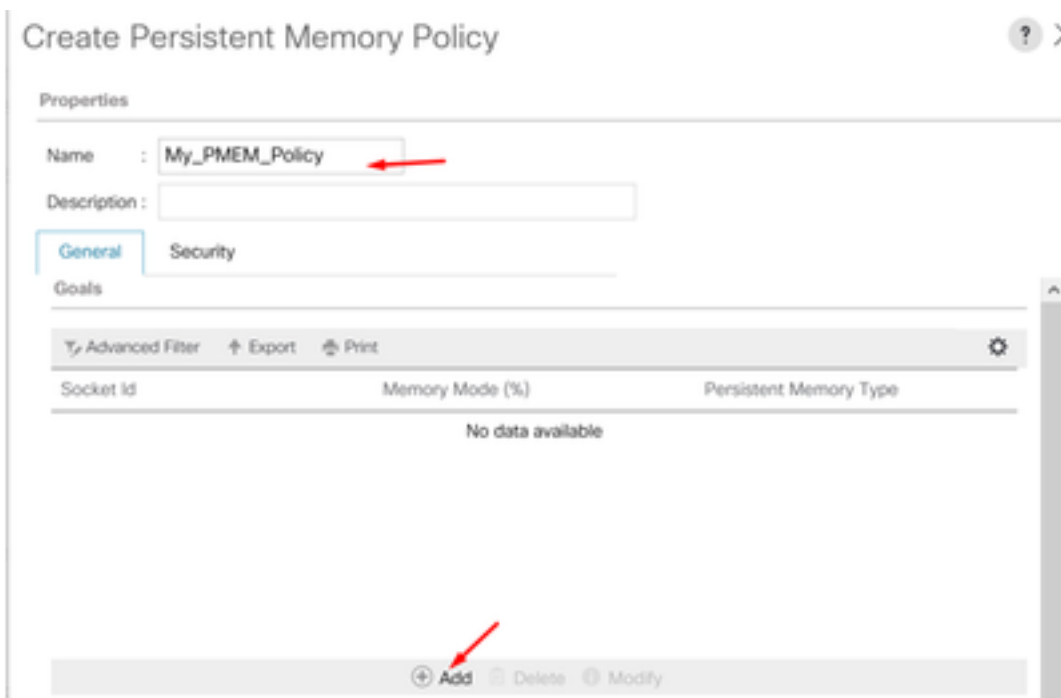 Create Persistent Memory Policy
?
Properties
Name : My_PMEM_Policy
Description :
General Security
Goals
Advanced Filter Export Print
Socket Id Memory Mode (%) Persistent Memory Type
No data available
Add Delete Modify